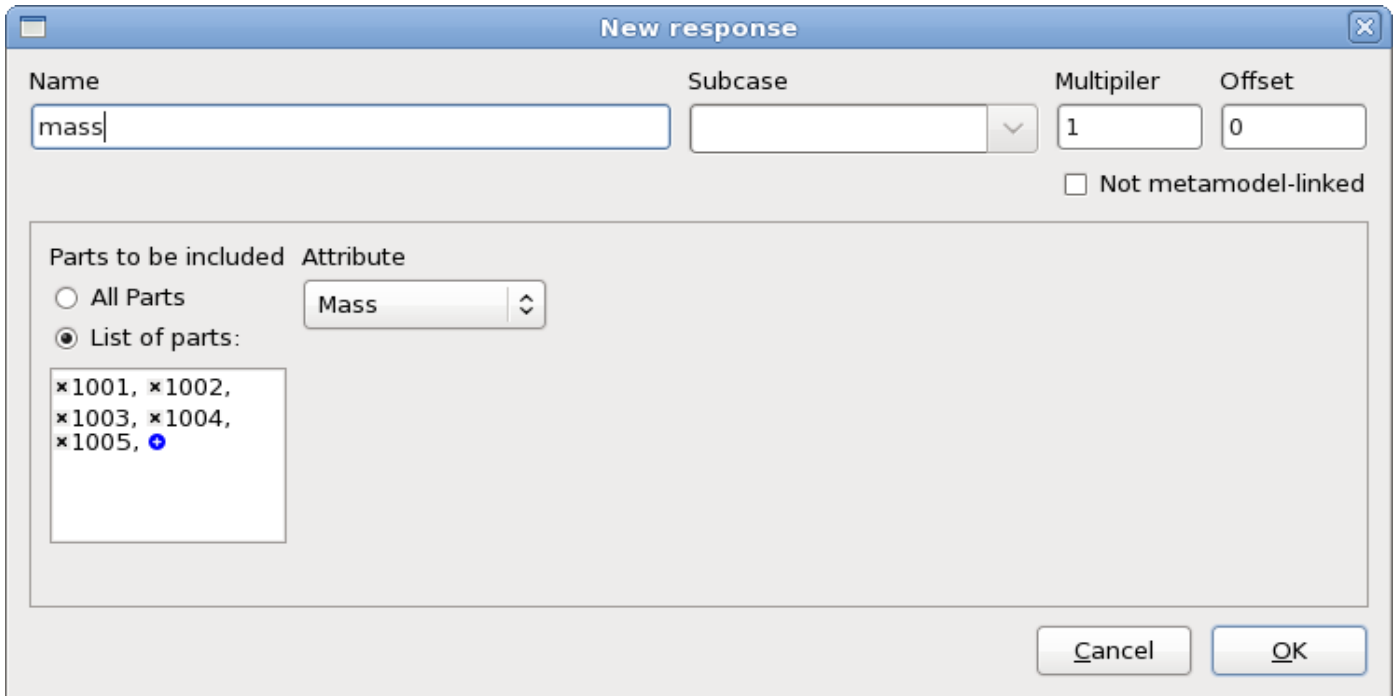 New response
Name Subcase Multipiler Offset
mass 1 0
Not metamodel-linked
Parts to be included Attribute
All Parts
Mass
List of parts:
×1001, ×1002,
×1003, ×1004,
×1005,
Cancel OK